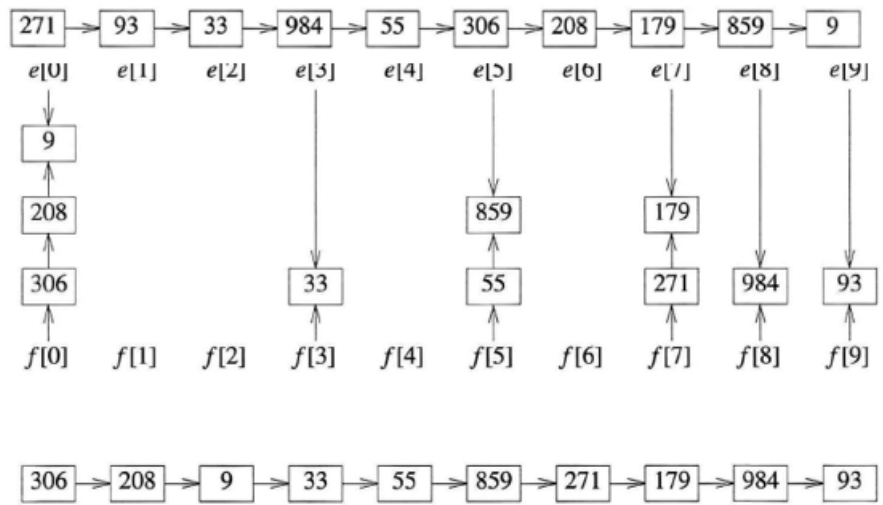 271 93 33 984 55 306 208 179 859 9
e[0] e[1] e[2] e[3] e[4] e[5] e[6] e[7] e[8] e[9]
9
208 859 179
306 33 55 271 984 93
f[0] f[1] f[2] f[3] f[4] f[5] f[6] f[7] f[8] f[9]
306 208 9 33 55 859 271 179 984 93